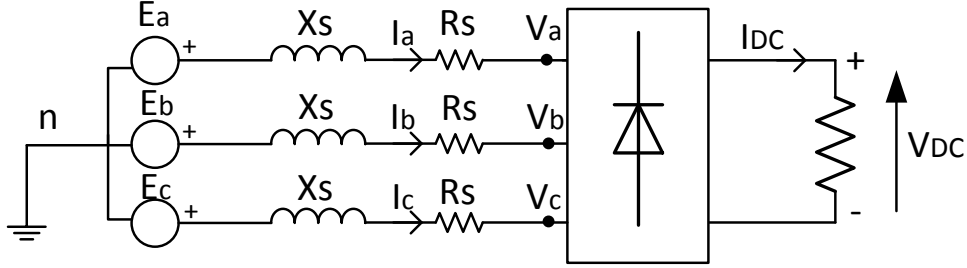 Ea
Xs
Ia
Rs
Va
IDC
+
+
n
Eb
Xs
Ib
Rs
Vb
VDC
+
Ec
Xs
Ic
Rs
Vc
+
-